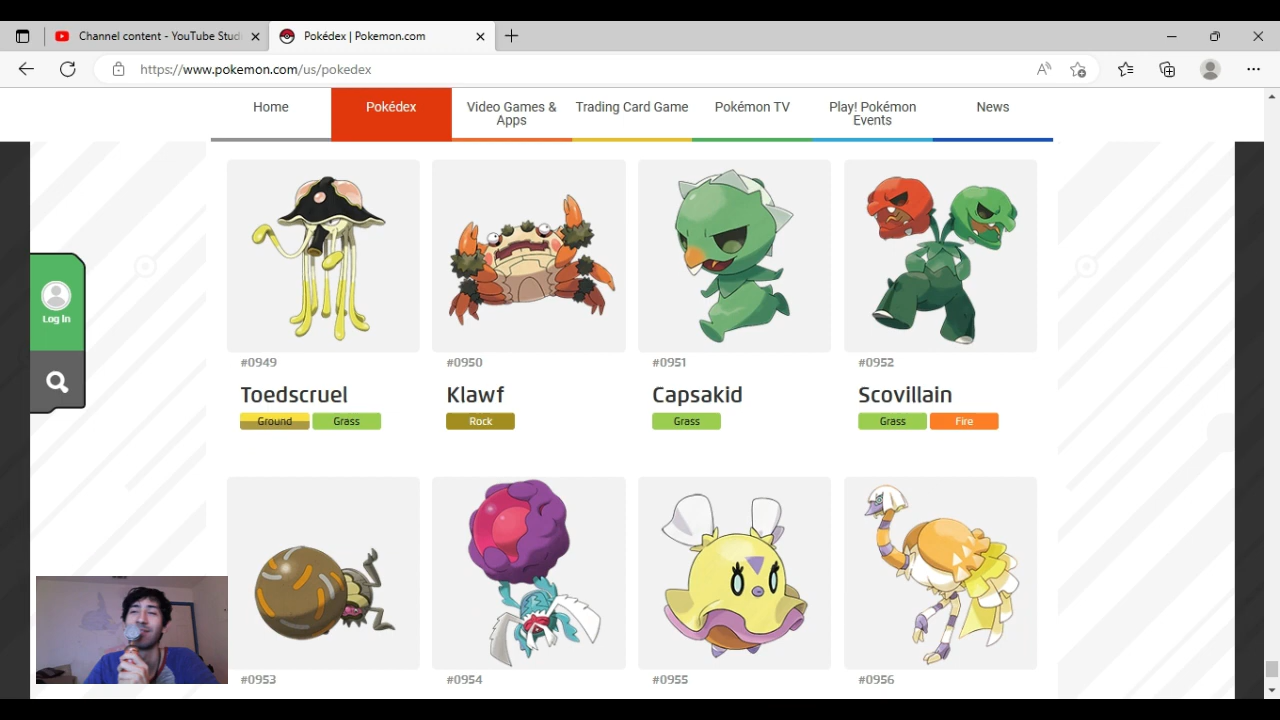 Channel content - YouTube Stud
Pokédex | Pokemon.com
https://www.pokemon.com/us/pokedex
Home
Pokédex
Video Games &
Apps
Trading Card Game
Pokémon TV
Play! Pokémon
Events
News
Log in
#0949
Toedscruel
Ground
Grass
#0950
Klawf
Rock
#0951
Capsakid
Grass
#0952
Scovillain
Grass
Fire
#0953
#0954
#0955
#0956